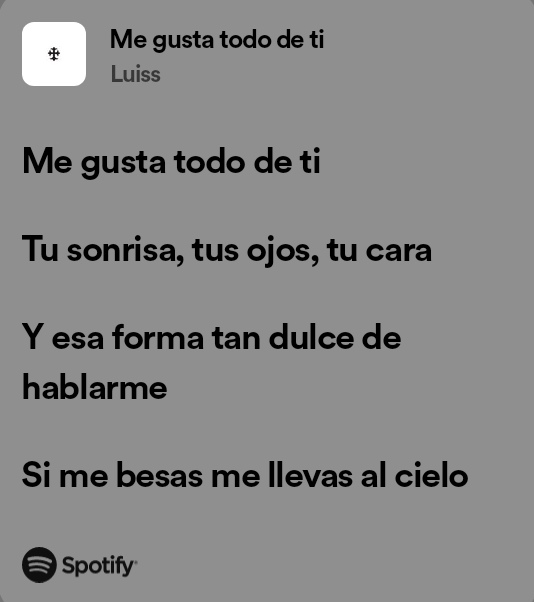 Me gusta todo de ti
Luiss
Me gusta todo de ti
Tu sonrisa, tus ojos, tu cara
Y esa forma tan dulce de
hablarme
Si me besas me llevas al cielo
Spotify